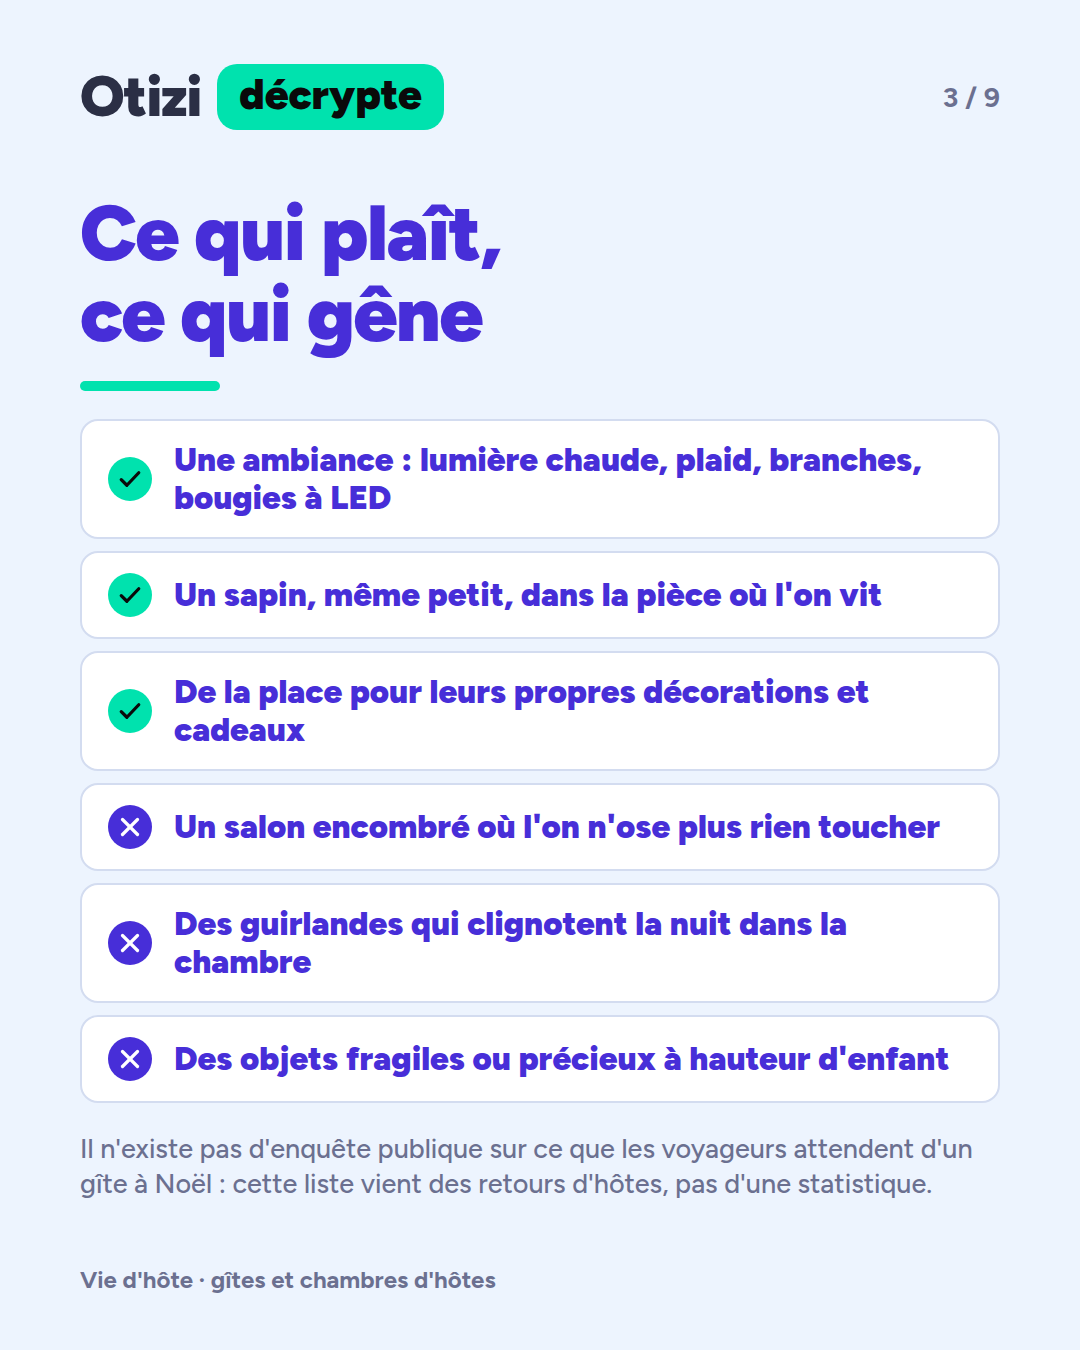 Otizi décrypte
3 / 9
Ce qui plaît,
ce qui gêne
Une ambiance : lumière chaude, plaid, branches,
bougies à LED
Un sapin, même petit, dans la pièce où l'on vit
De la place pour leurs propres décorations et
cadeaux
Un salon encombré où l'on n'ose plus rien toucher
Des guirlandes qui clignotent la nuit dans la
chambre
Des objets fragiles ou précieux à hauteur d'enfant
Il n'existe pas d'enquête publique sur ce que les voyageurs attendent d'un
gîte à Noël : cette liste vient des retours d'hôtes, pas d'une statistique.
Vie d'hôte · gîtes et chambres d'hôtes